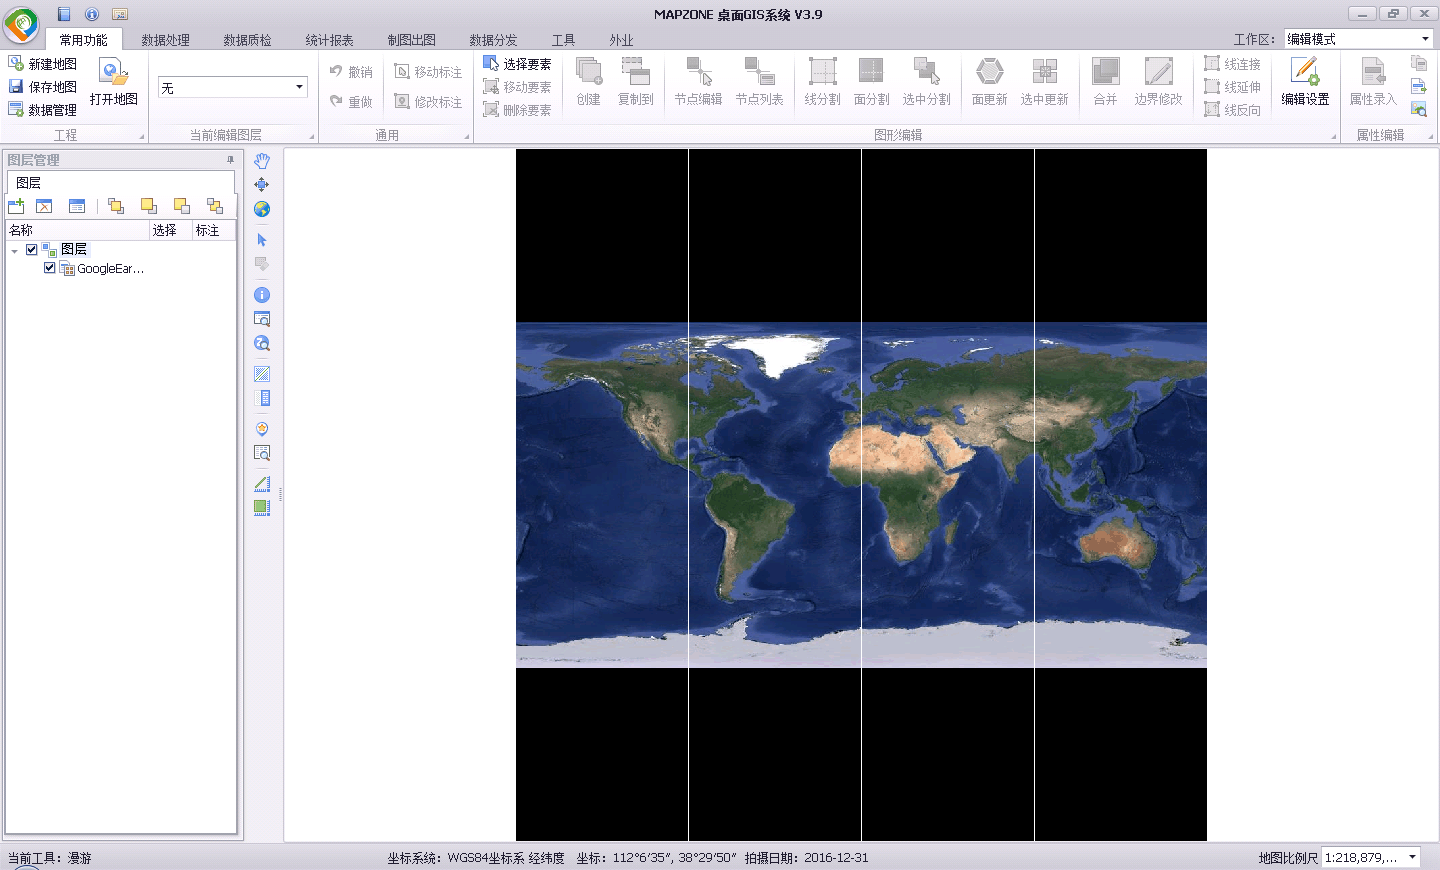 MAPZONE 桌面GIS系统 V3.9
常用功能 数据处理 数据质检 统计报表 制图出图 数据分发 工具 外业 工作区： 编辑模式
新建地图
保存地图
数据管理
打开地图
工程
无
当前编辑图层
撤销 移动标注
重做 修改标注
通用
选择要素
移动要素
删除要素
创建 复制到 节点编辑 节点列表 线分割 面分割 选中分割 面更新 选中更新 合并 边界修改
线连接
线延伸
线反向
编辑设置
图形编辑
属性录入
属性编辑
图层管理
图层
名称 选择 标注
图层
GoogleEar...
当前工具：漫游 坐标系统：WGS84坐标系 经纬度 坐标：112°6′35″, 38°29′50″ 拍摄日期：2016-12-31 地图比例尺 1:218,879,...